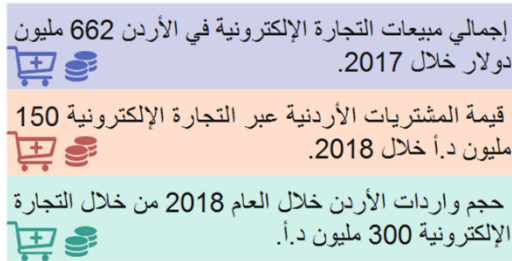 إجمالي مبيعات التجارة الإلكترونية في الأردن 662 مليون
دولار خلال 2017.
قيمة المشتريات الأردنية عبر التجارة الإلكترونية 150
مليون د.أ خلال 2018.
حجم واردات الأردن خلال العام 2018 من خلال التجارة
الإلكترونية 300 مليون د.أ.